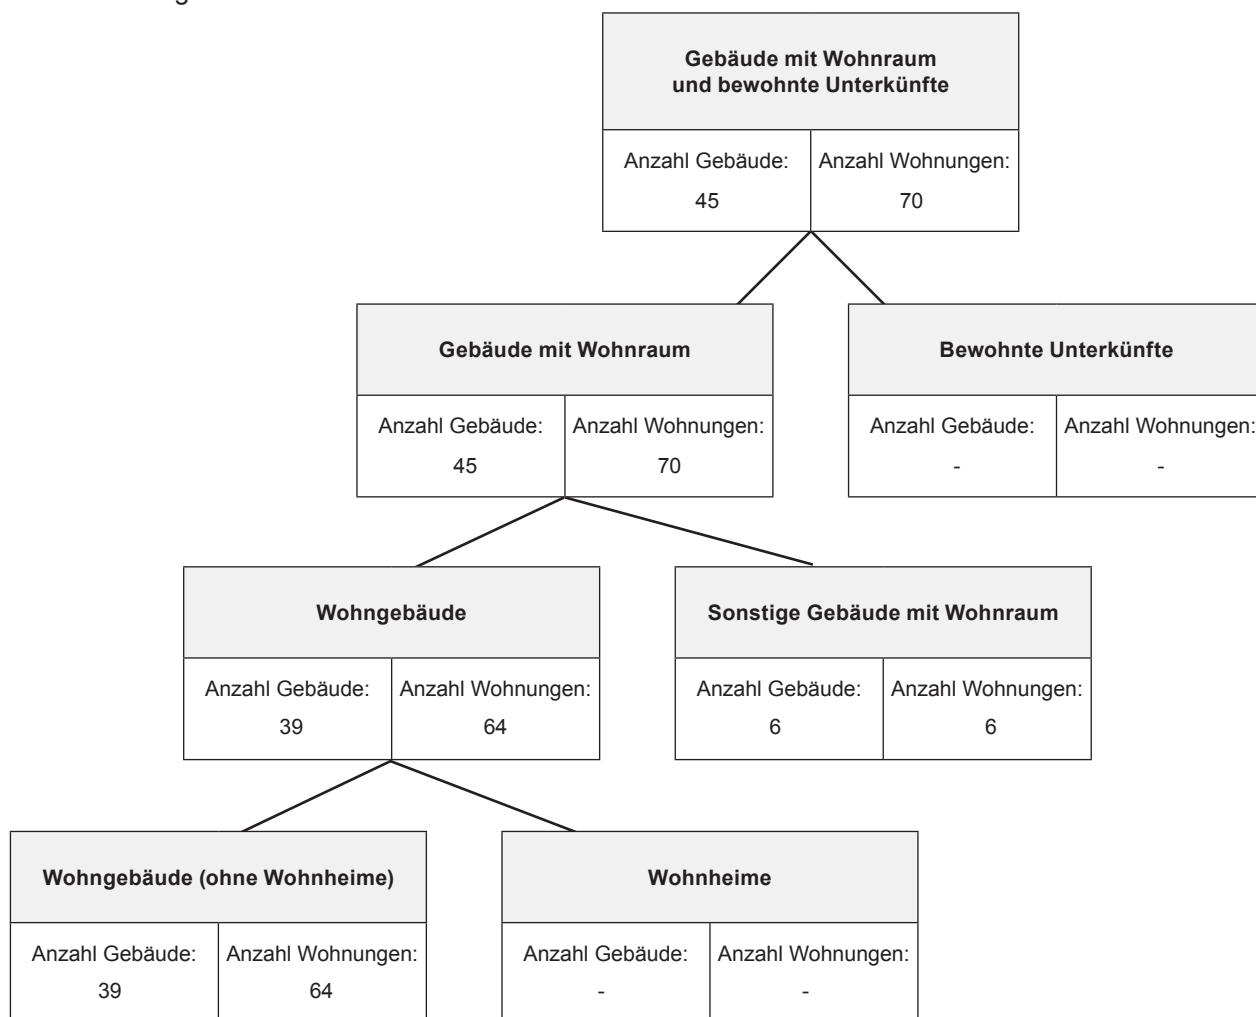 Gebäude mit Wohnraum
und bewohnte Unterkünfte
Anzahl Gebäude: Anzahl Wohnungen:
45 70
Gebäude mit Wohnraum Bewohnte Unterkünfte
Anzahl Gebäude: Anzahl Wohnungen: Anzahl Gebäude: Anzahl Wohnungen:
45 70 - -
Wohngebäude Sonstige Gebäude mit Wohnraum
Anzahl Gebäude: Anzahl Wohnungen: Anzahl Gebäude: Anzahl Wohnungen:
39 64 6 6
Wohngebäude (ohne Wohnheime) Wohnheime
Anzahl Gebäude: Anzahl Wohnungen: Anzahl Gebäude: Anzahl Wohnungen:
39 64 - -